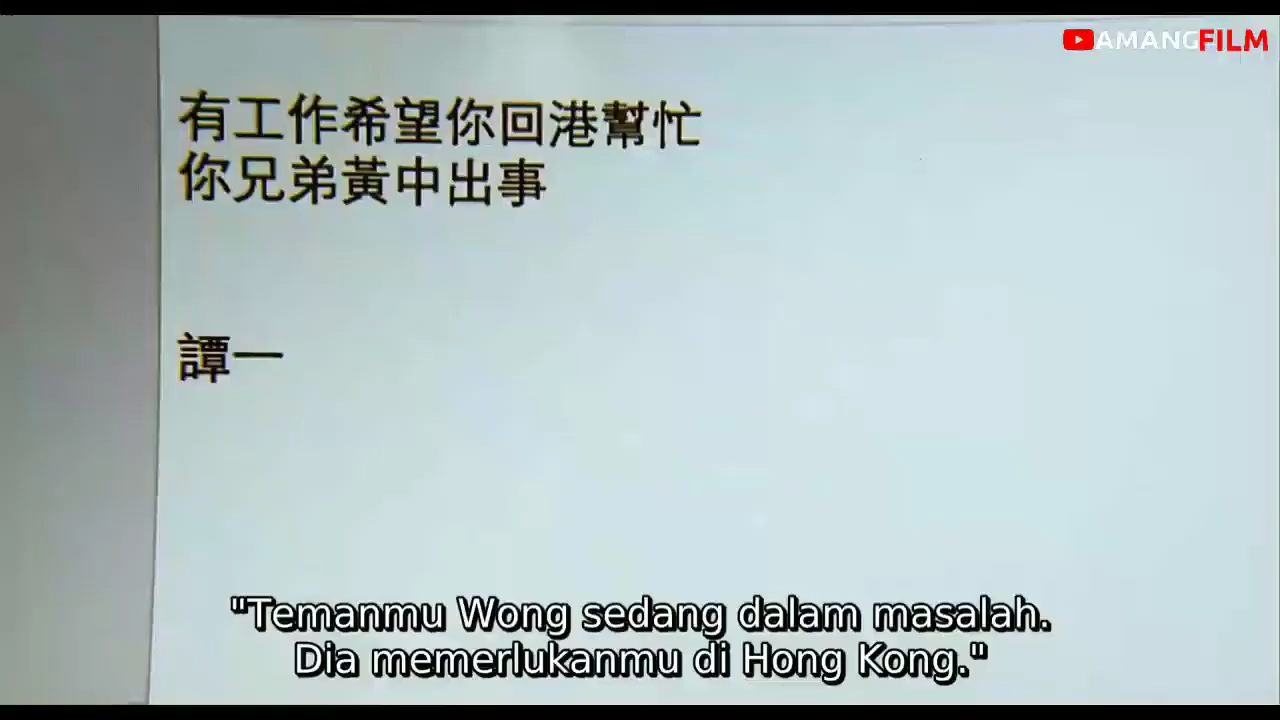 AMANGFILM
有工作希望你回港幫忙
你兄弟黃中出事
譚一
"Temanmu Wong sedang dalam masalah.
Dia memerlukanmu di Hong Kong."